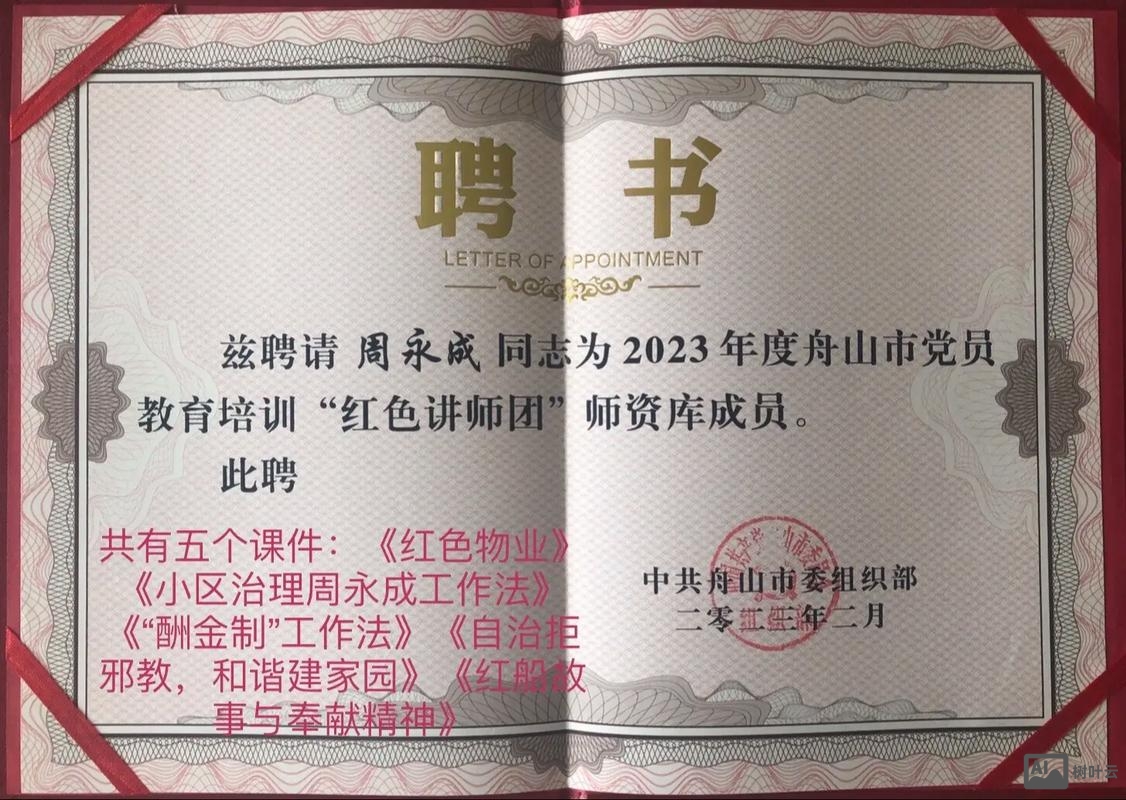 聘 书
LETTER OF APPOINTMENT
兹聘请 周永成 同志为 2023 年度舟山市党员
教育培训“红色讲师团”师资库成员。
此聘
共有五个课件：《红色物业》
《小区治理周永成工作法》
《“酬金制”工作法》《自治拒
邪教，和谐建家园》《红船故
事与奉献精神》
中共舟山市委组织部
二零二三年二月
树叶云